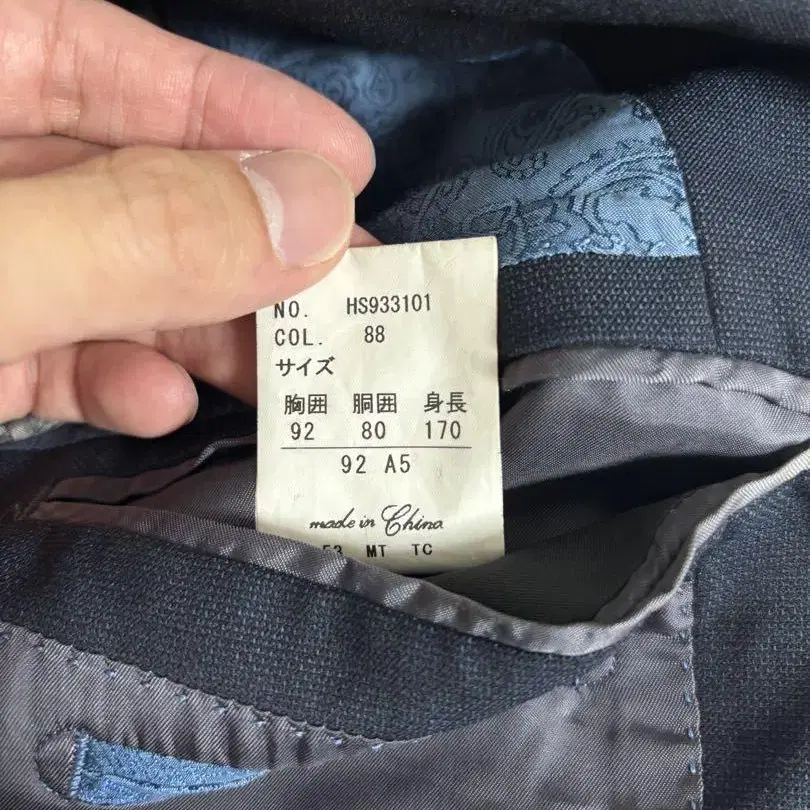 NO. HS933101
COL. 88
サイズ
胸囲 胴囲 身長
92 80 170
92 A5
made in China
53 MT TC